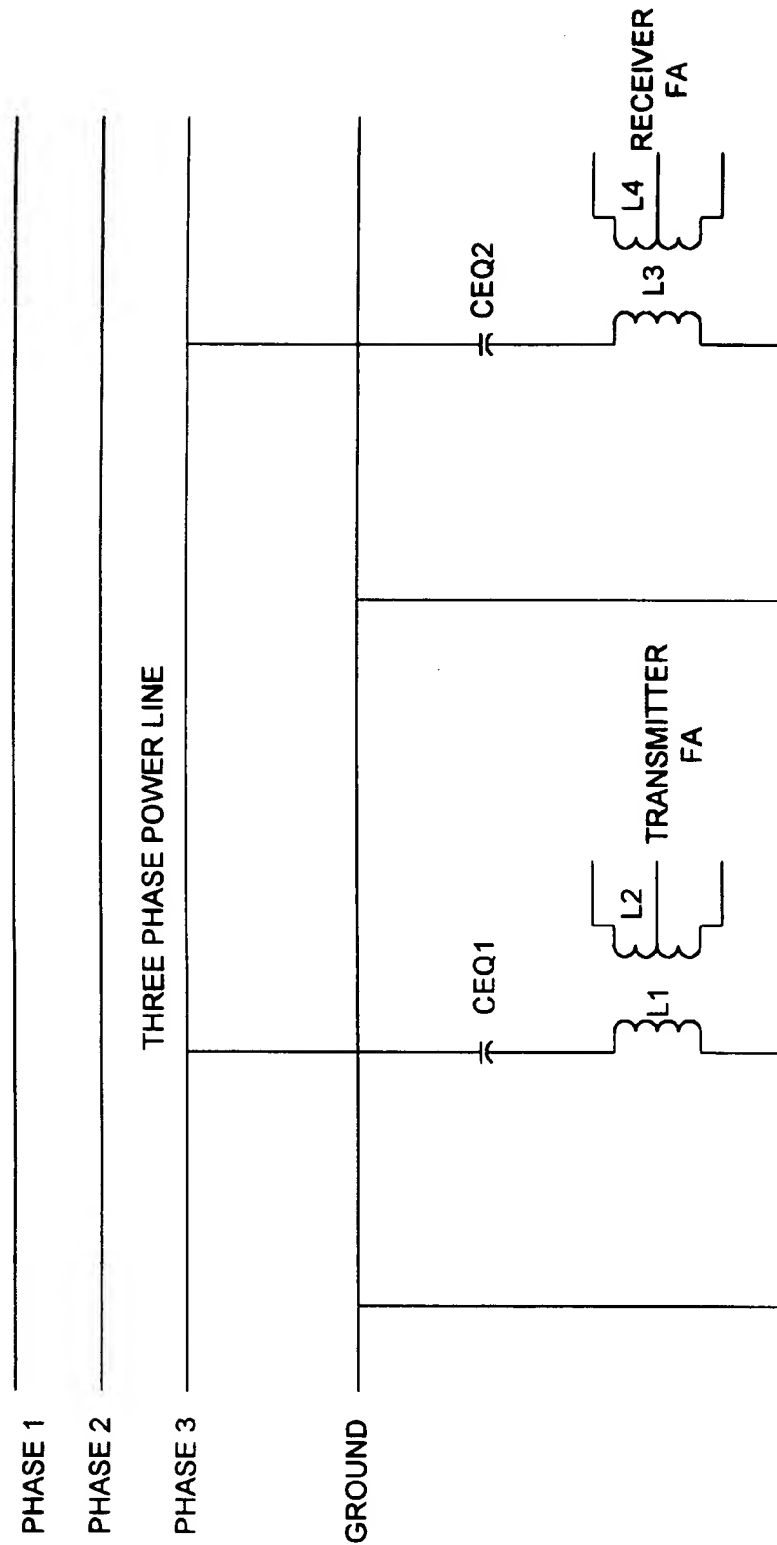 PHASE 1
PHASE 2
THREE PHASE POWER LINE
PHASE 3
GROUND
CEQ1
L1
L2
TRANSMITTER
FA
CEQ2
L3
L4
RECEIVER
FA